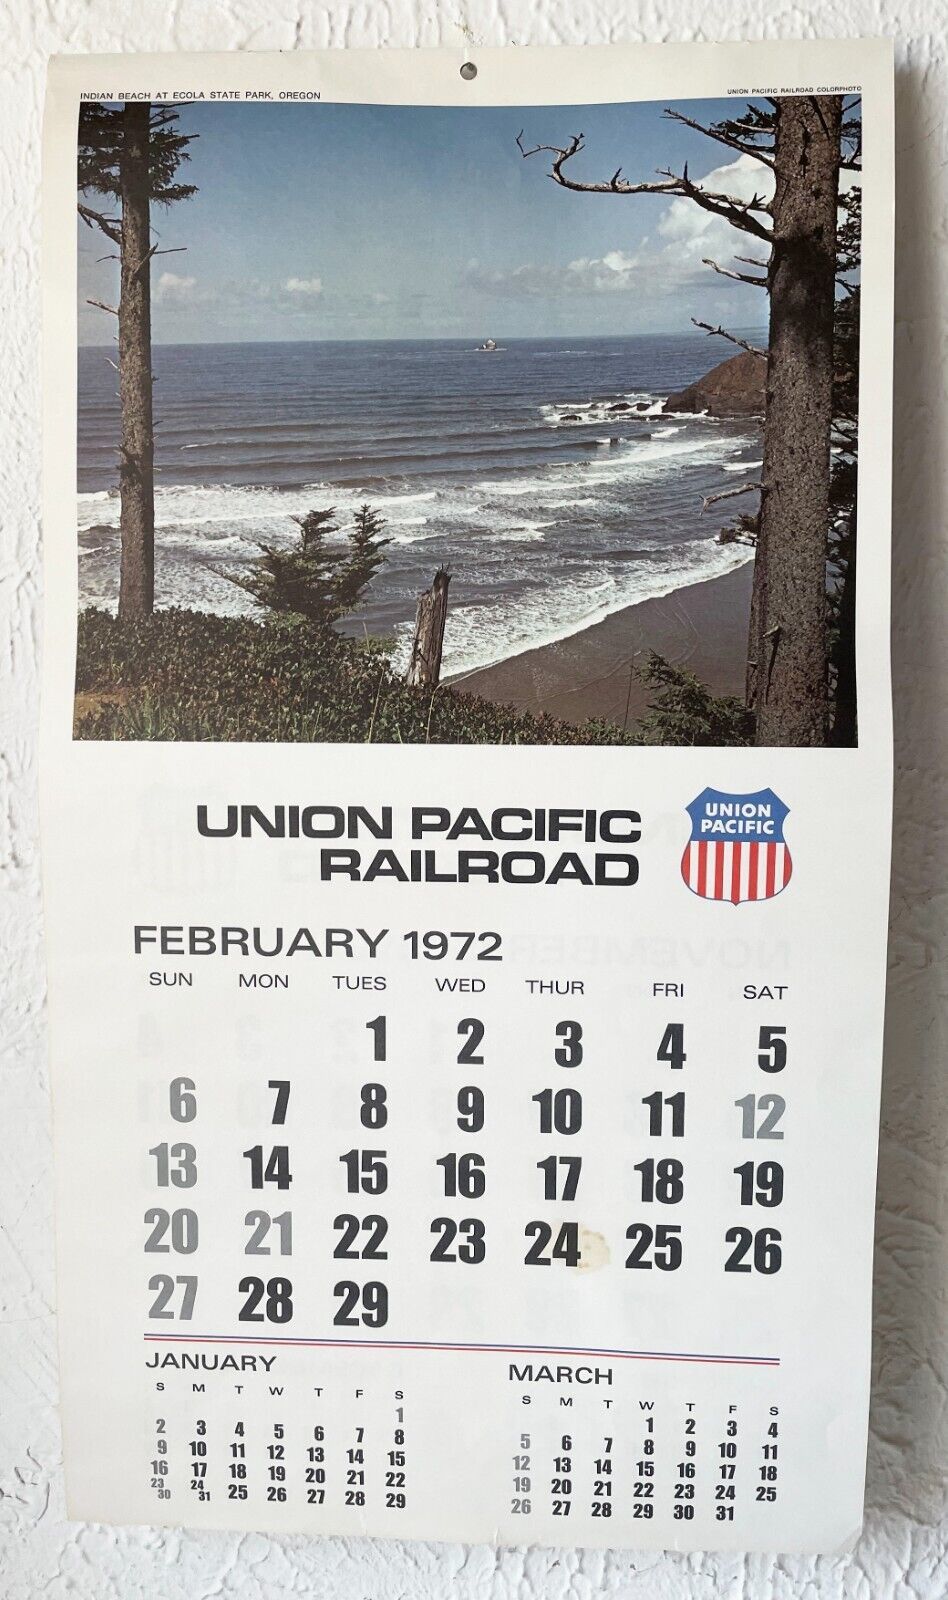 INDIAN BEACH AT ECOLA STATE PARK, OREGON
UNION PACIFIC RAILROAD COLORPHOTO
UNION PACIFIC
RAILROAD
UNION
PACIFIC
FEBRUARY 1972
SUN MON TUES WED THUR FRI SAT
1 2 3 4 5
6 7 8 9 10 11 12
13 14 15 16 17 18 19
20 21 22 23 24 25 26
27 28 29
JANUARY
S M T W T F S
1
2 3 4 5 6 7 8
9 10 11 12 13 14 15
16 17 18 19 20 21 22
23 24 25 26 27 28 29
30 31
MARCH
S M T W T F S
1 2 3 4
5 6 7 8 9 10 11
12 13 14 15 16 17 18
19 20 21 22 23 24 25
26 27 28 29 30 31